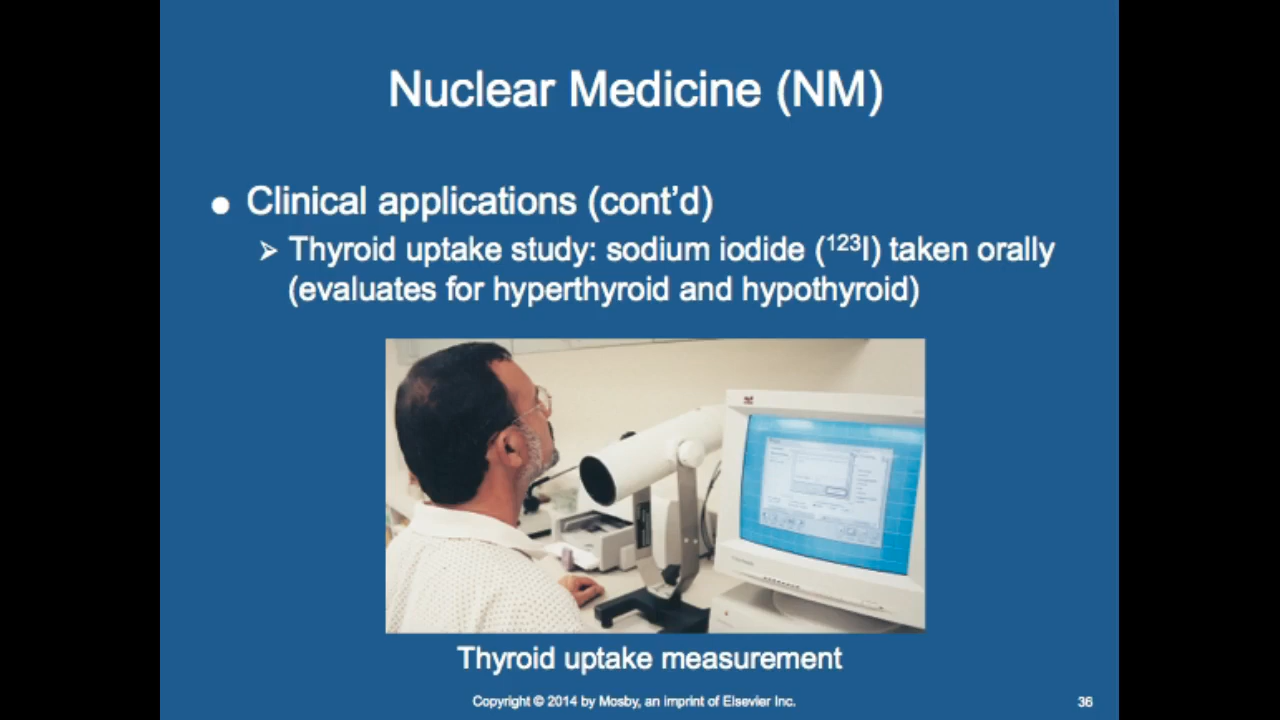 Nuclear Medicine (NM)
● Clinical applications (cont’d)
➢ Thyroid uptake study: sodium iodide (¹²³I) taken orally
(evaluates for hyperthyroid and hypothyroid)
Thyroid uptake measurement
Copyright © 2014 by Mosby, an imprint of Elsevier Inc.
36